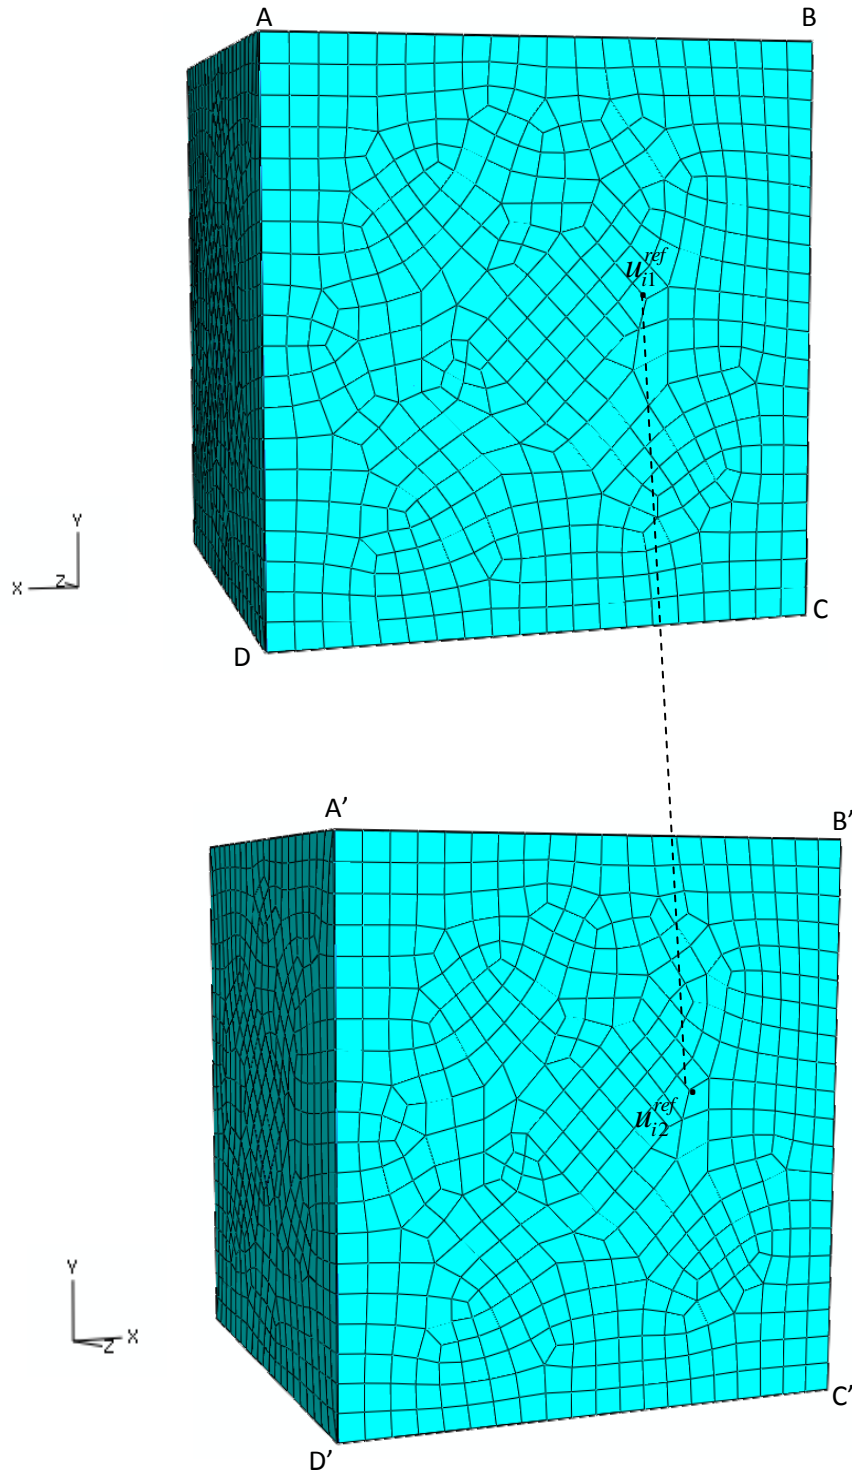 A B
u_{i1}^{ref}
Y
X Z
C
D
A’
B’
u_{i2}^{ref}
Y
X
Z
C’
D’